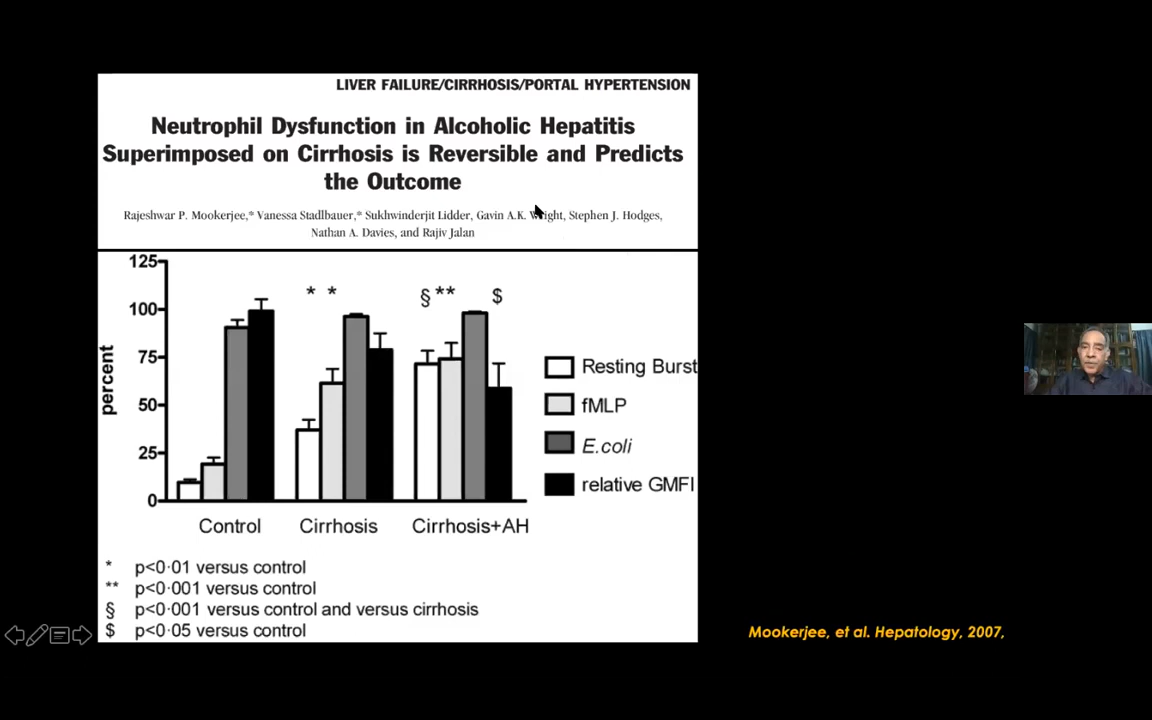 LIVER FAILURE/CIRRHOSIS/PORTAL HYPERTENSION
Neutrophil Dysfunction in Alcoholic Hepatitis
Superimposed on Cirrhosis is Reversible and Predicts
the Outcome
Rajeshwar P. Mookerjee,* Vanessa Stadlbauer,* Sukhwinderjit Lidder, Gavin A.K. Wright, Stephen J. Hodges,
Nathan A. Davies, and Rajiv Jalan
percent
125
100
75
50
25
0
* *
§ **
$
Control
Cirrhosis
Cirrhosis+AH
Resting Burst
fMLP
E.coli
relative GMFI
* p<0·01 versus control
** p<0·001 versus control
§ p<0·001 versus control and versus cirrhosis
$ p<0·05 versus control
Mookerjee, et al. Hepatology, 2007,